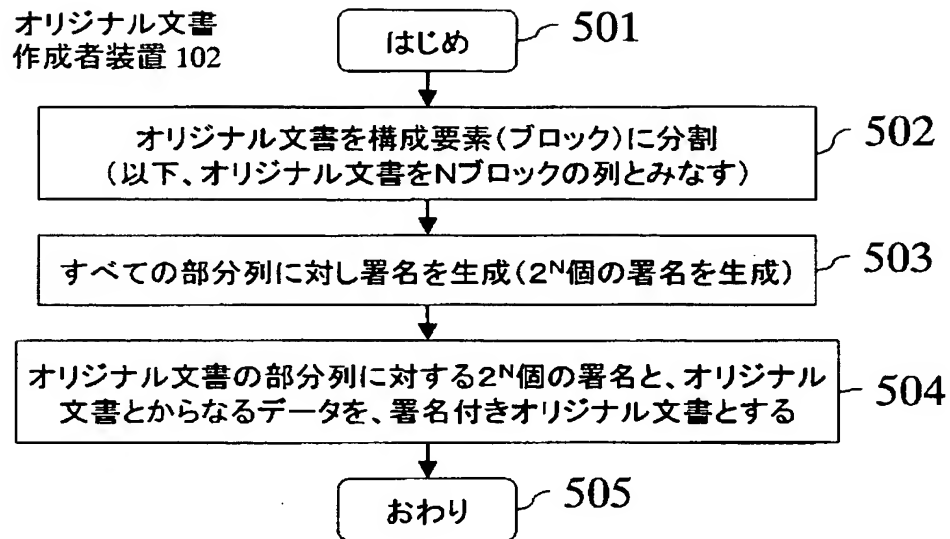 オリジナル文書
作成者装置 102
はじめ
501
オリジナル文書を構成要素(ブロック)に分割
(以下、オリジナル文書をNブロックの列とみなす)
502
すべての部分列に対し署名を生成(2ᴺ個の署名を生成)
503
オリジナル文書の部分列に対する2ᴺ個の署名と、オリジナル
文書とからなるデータを、署名付きオリジナル文書とする
504
おわり
505